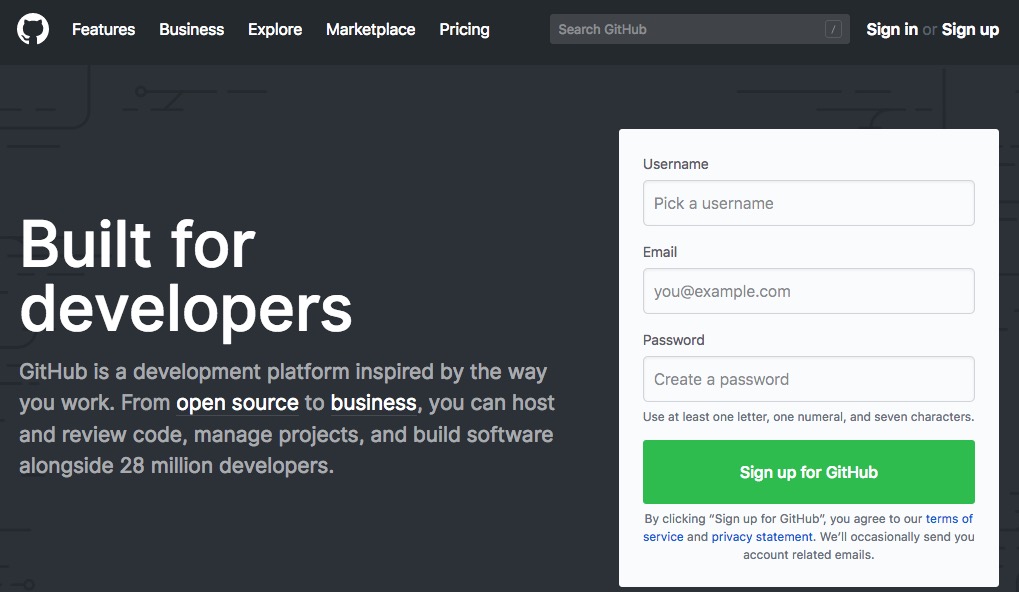 Features Business Explore Marketplace Pricing Search GitHub / Sign in or Sign up
Built for
developers
GitHub is a development platform inspired by the way
you work. From open source to business, you can host
and review code, manage projects, and build software
alongside 28 million developers.
Username
Pick a username
Email
you@example.com
Password
Create a password
Use at least one letter, one numeral, and seven characters.
Sign up for GitHub
By clicking “Sign up for GitHub”, you agree to our terms of
service and privacy statement. We’ll occasionally send you
account related emails.